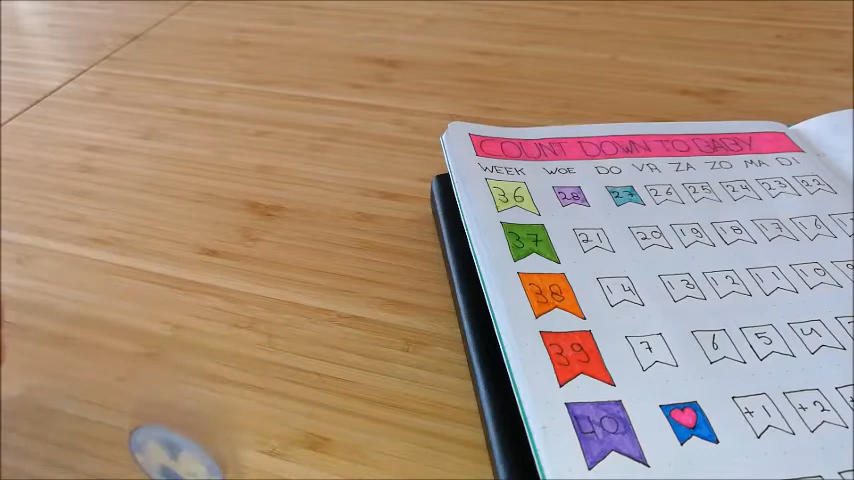 COUNT DOWN TO BABY
WEEK WOE DO VR ZA ZO MA DI
36 28 27 26 25 24 23 22
37 21 20 19 18 17 16
38 14 13 12 11 10 9
39 7 6 5 4
40 +1 +2